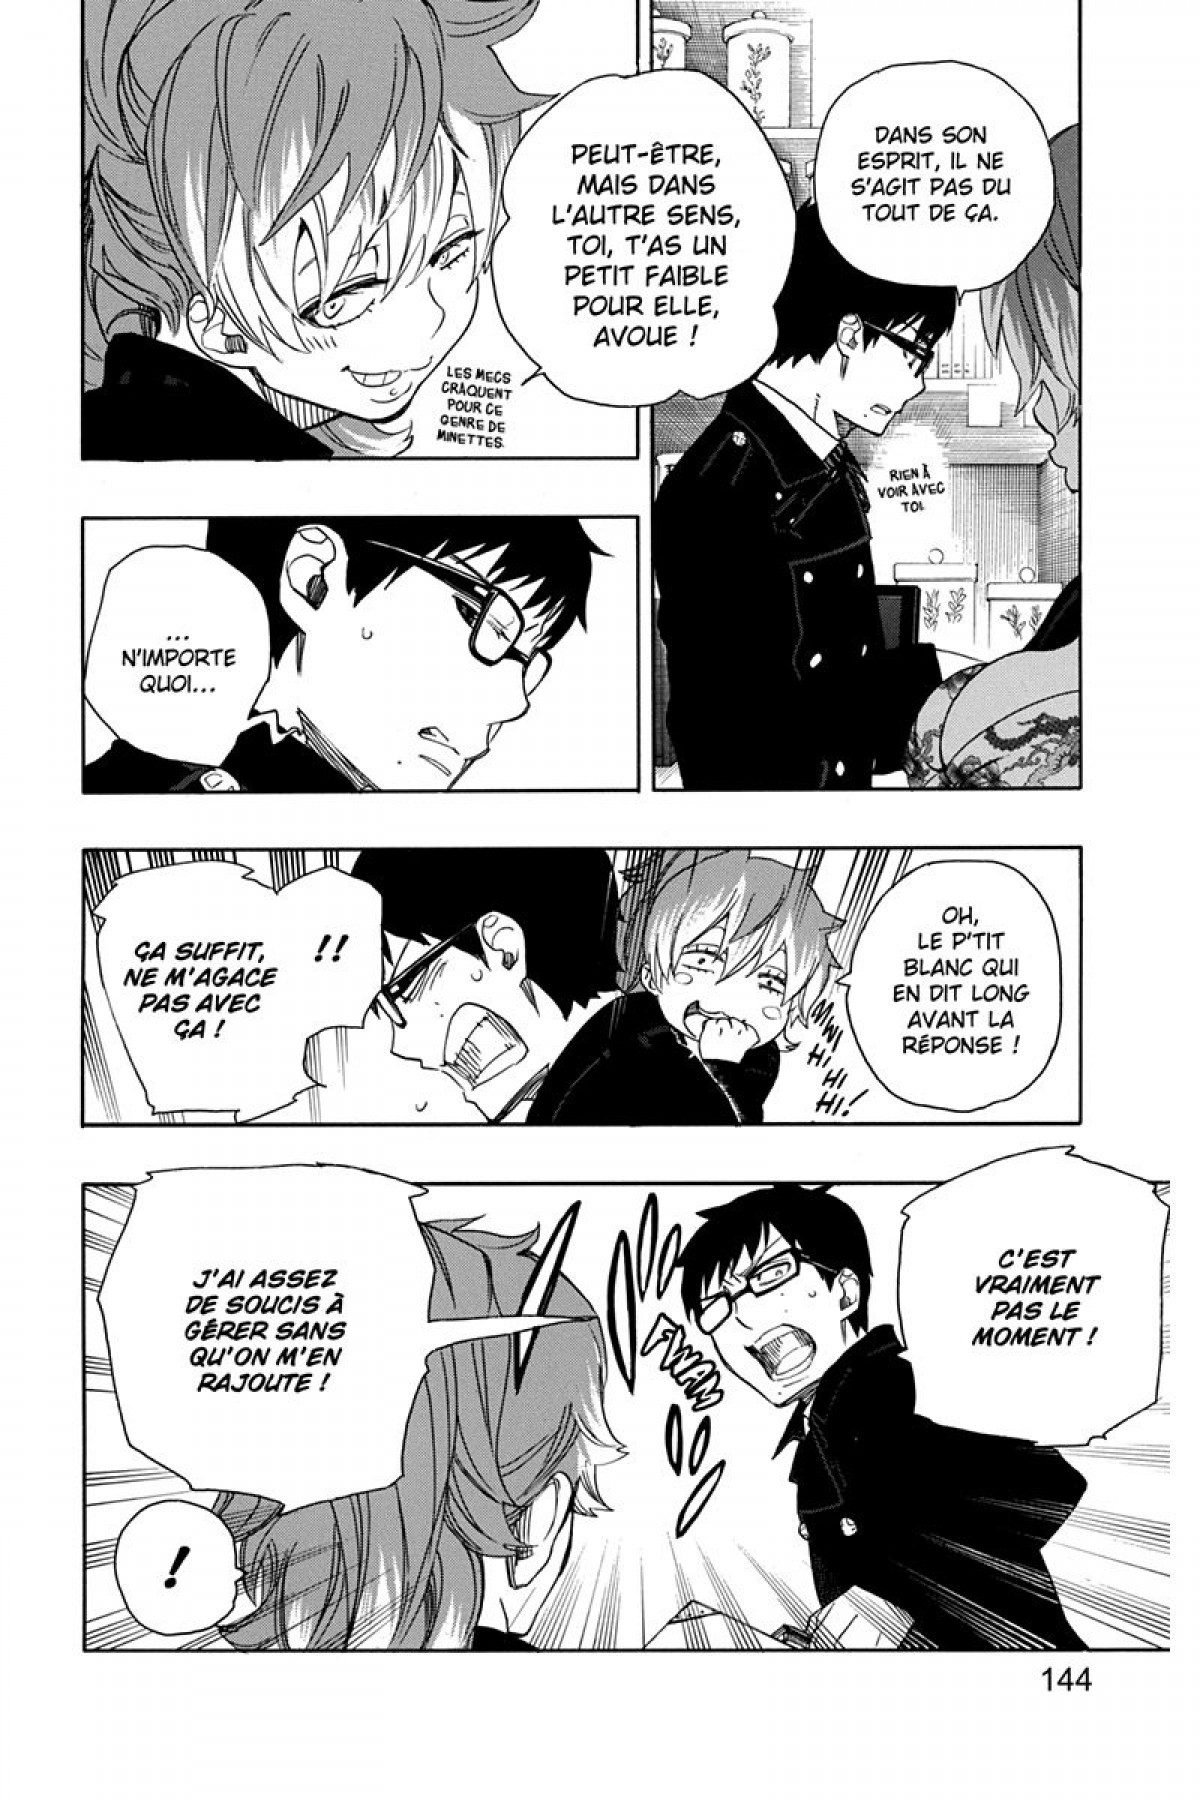 DANS SON
ESPRIT, IL NE
S'AGIT PAS DU
TOUT DE ÇA.
RIEN À
VOIR AVEC
TOI.
PEUT-ÊTRE,
MAIS DANS
L'AUTRE SENS,
TOI, T'AS UN
PETIT FAIBLE
POUR ELLE,
AVOUE !
LES MECS
CRAQUENT
POUR CE
GENRE DE
MINETTES.
...
N'IMPORTE
QUOI...
OH,
LE P'TIT
BLANC QUI
EN DIT LONG
AVANT LA
RÉPONSE !
HI
HI
HI!
!!
ÇA SUFFIT,
NE M'AGACE
PAS AVEC
ÇA !
C'EST
VRAIMENT
PAS LE
MOMENT !
J'AI ASSEZ
DE SOUCIS À
GÉRER SANS
QU'ON M'EN
RAJOUTE !
!
144